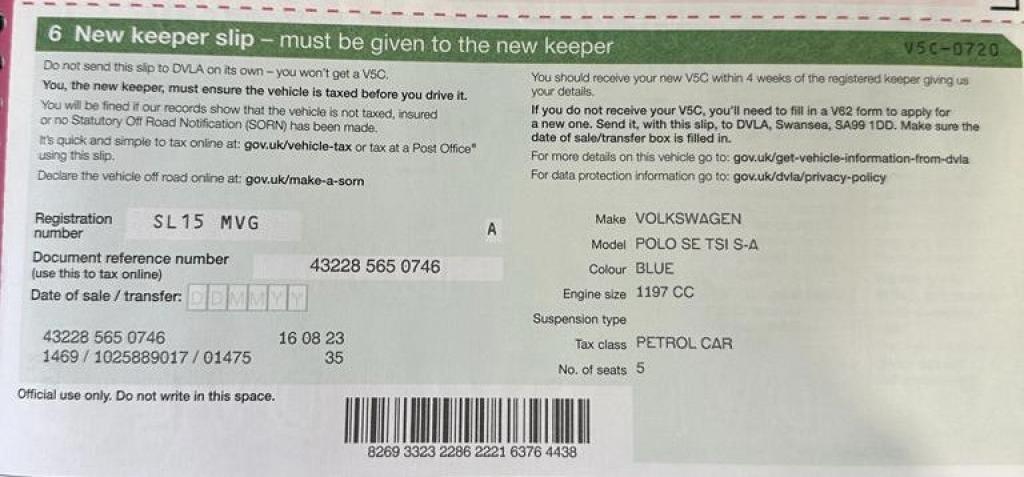 6 New keeper slip – must be given to the new keeper
V5C-0720
Do not send this slip to DVLA on its own – you won't get a V5C.
You, the new keeper, must ensure the vehicle is taxed before you drive it.
You will be fined if our records show that the vehicle is not taxed, insured
or no Statutory Off Road Notification (SORN) has been made.
It's quick and simple to tax online at: gov.uk/vehicle-tax or tax at a Post Office®
using this slip.
Declare the vehicle off road online at: gov.uk/make-a-sorn
You should receive your new V5C within 4 weeks of the registered keeper giving us
your details.
If you do not receive your V5C, you'll need to fill in a V62 form to apply for
a new one. Send it, with this slip, to DVLA, Swansea, SA99 1DD. Make sure the
date of sale/transfer box is filled in.
For more details on this vehicle go to: gov.uk/get-vehicle-information-from-dvla
For data protection information go to: gov.uk/dvla/privacy-policy
Registration
number
SL15 MVG
A
Document reference number
(use this to tax online)
43228 565 0746
Date of sale / transfer: D D M M Y Y
43228 565 0746 16 08 23
1469 / 1025889017 / 01475 35
Make VOLKSWAGEN
Model POLO SE TSI S-A
Colour BLUE
Engine size 1197 CC
Suspension type
Tax class PETROL CAR
No. of seats 5
Official use only. Do not write in this space.
8269 3323 2286 2221 6376 4438